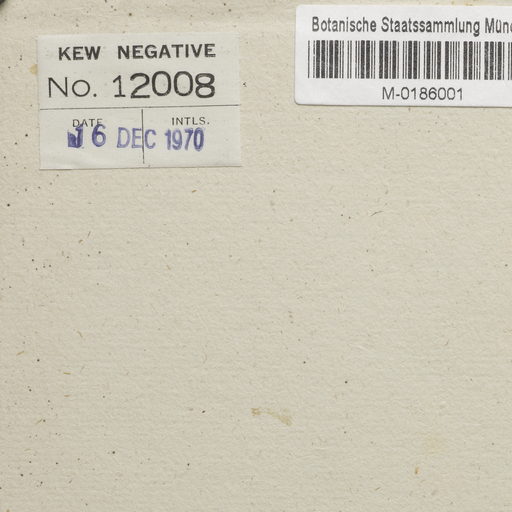 KEW NEGATIVE
No. 12008
DATE INTLS.
16 DEC 1970
Botanische Staatssammlung Münc
M-0186001